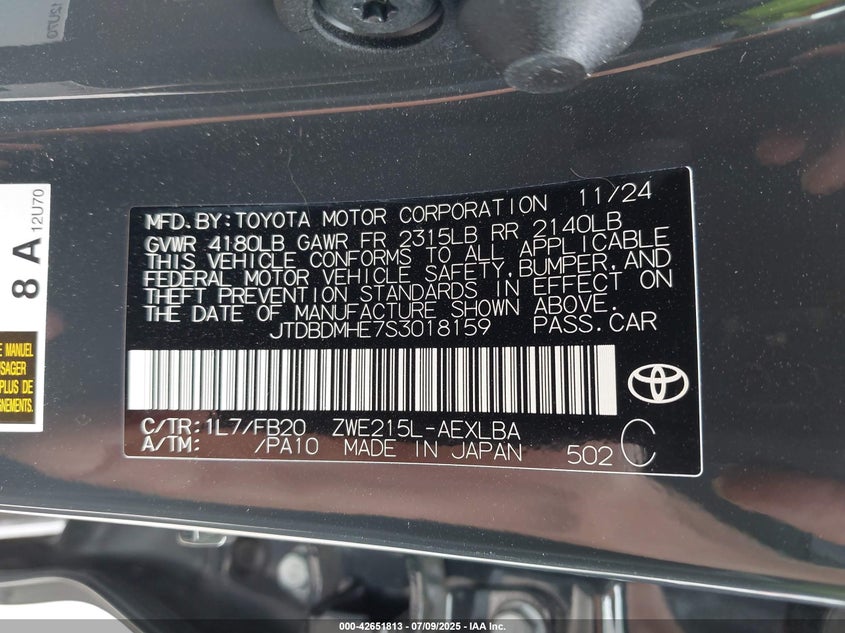 12U70
8 A
12U70
E MANUEL
SAGER
PLUS DE
GNEMENTS.
MFD.BY:TOYOTA MOTOR CORPORATION 11/24
GVWR 4180LB GAWR FR 2315LB RR 2140LB
THIS VEHICLE CONFORMS TO ALL APPLICABLE
FEDERAL MOTOR VEHICLE SAFETY,BUMPER,AND
THEFT PREVENTION STANDARDS IN EFFECT ON
THE DATE OF MANUFACTURE SHOWN ABOVE.
JTDBDMHE7S3018159 PASS.CAR
C/TR:1L7/FB20 ZWE215L-AEXLBA
A/TM: /PA10 MADE IN JAPAN 502 C
000-42651813 - 07/09/2025 - IAA Inc.